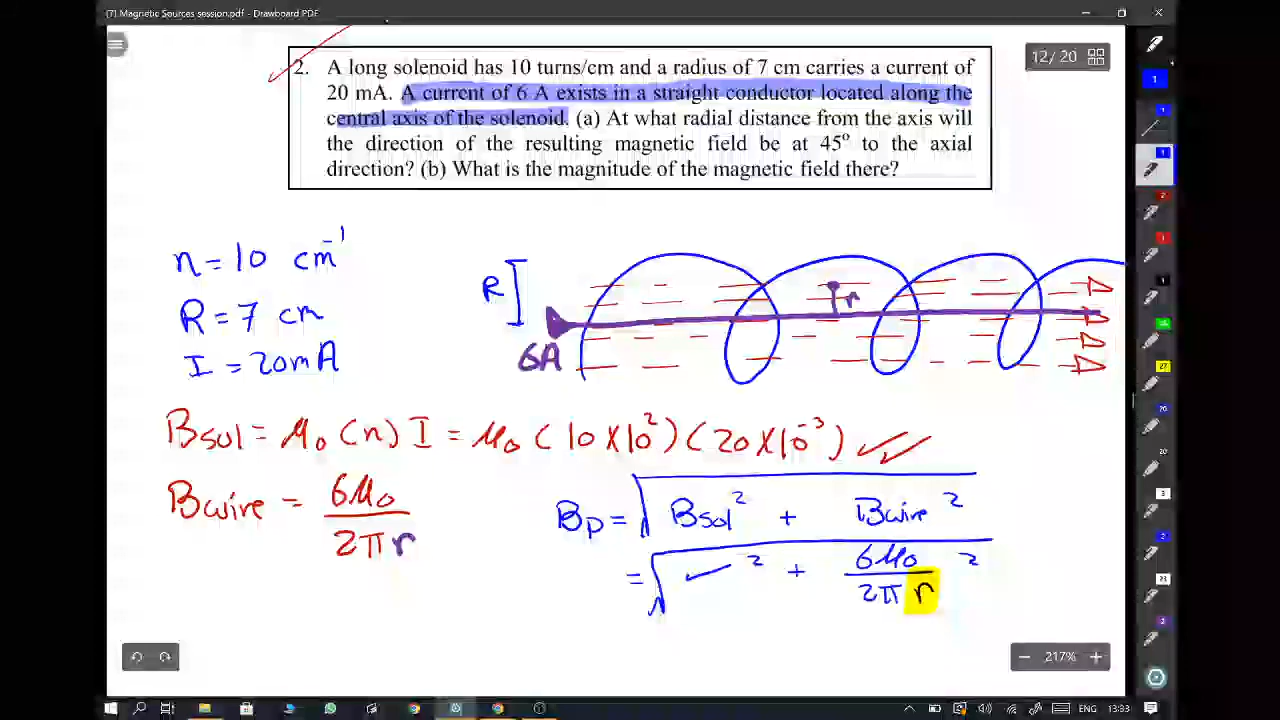 (7) Magnetic Sources session.pdf - Drawboard PDF
12/20
2. A long solenoid has 10 turns/cm and a radius of 7 cm carries a current of
20 mA. A current of 6 A exists in a straight conductor located along the
central axis of the solenoid. (a) At what radial distance from the axis will
the direction of the resulting magnetic field be at 45° to the axial
direction? (b) What is the magnitude of the magnetic field there?
n = 10 cm⁻¹
R = 7 cm
I = 20mA
R
r
6A
Bsol = μ₀ (n) I = μ₀ (10 X 10²) (20 X 10⁻³)
Bwire = 6μ₀ / 2π r
Bp = √ Bsol² + Bwire²
= √ ✓² + 6μ₀ / 2π r ²
217%
ENG
13:33